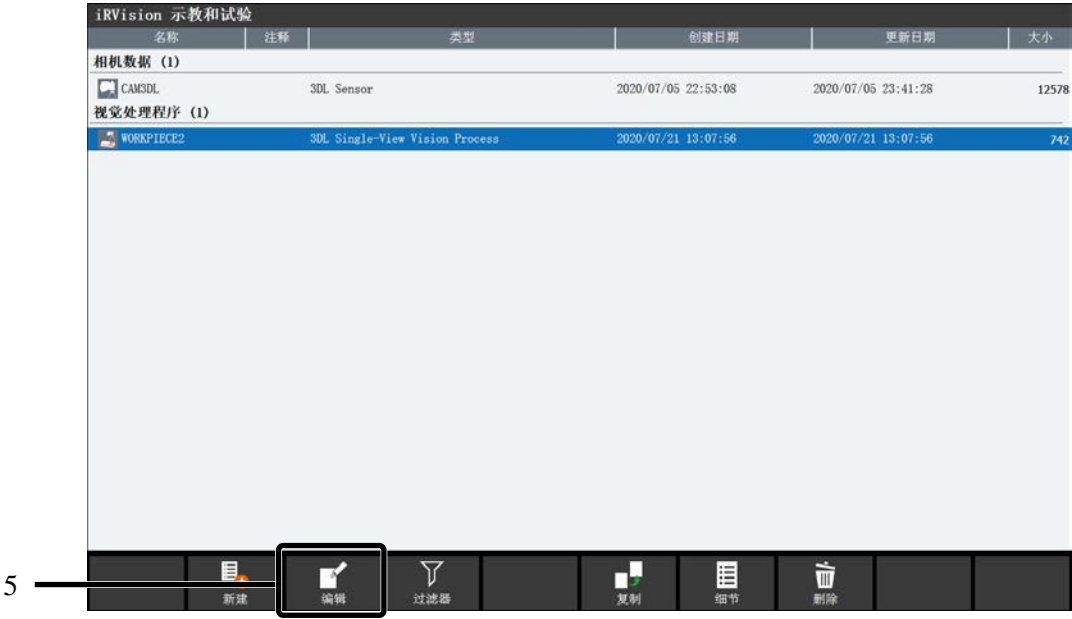 iRVision 示教和试验
名称 注释 类型 创建日期 更新日期 大小
相机数据 (1)
CAM3DL 3DL Sensor 2020/07/05 22:53:08 2020/07/05 23:41:28 12578
视觉处理程序 (1)
WORKPIECE2 3DL Single-View Vision Process 2020/07/21 13:07:56 2020/07/21 13:07:56 742
5
新建 编辑 过滤器 复制 细节 删除